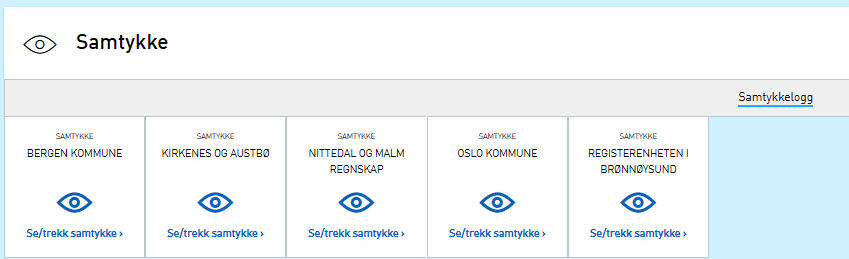 Samtykke
Samtykkelogg
SAMTYKKE
BERGEN KOMMUNE
Se/trekk samtykke ›
SAMTYKKE
KIRKENES OG AUSTBØ
Se/trekk samtykke ›
SAMTYKKE
NITTEDAL OG MALM
REGNSKAP
Se/trekk samtykke ›
SAMTYKKE
OSLO KOMMUNE
Se/trekk samtykke ›
SAMTYKKE
REGISTERENHETEN I
BRØNNØYSUND
Se/trekk samtykke ›